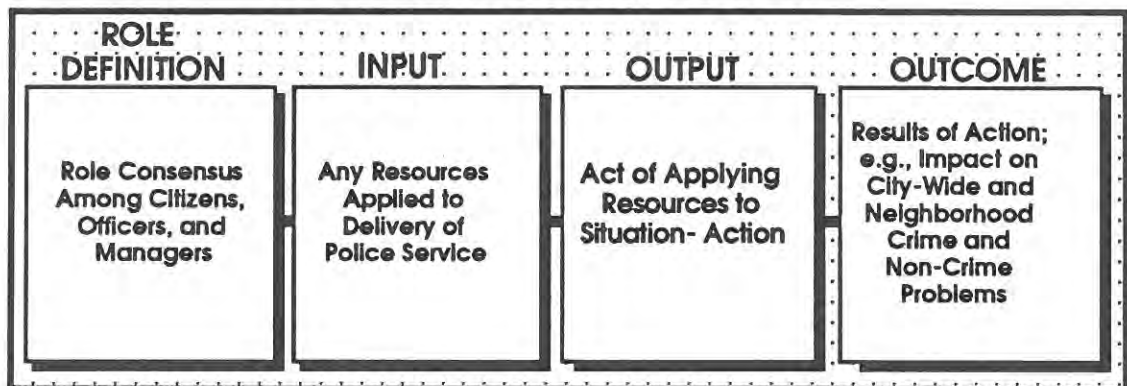 ROLE
DEFINITION
INPUT
OUTPUT
OUTCOME
Role Consensus
Among Citizens,
Officers, and
Managers
Any Resources
Applied to
Delivery of
Police Service
Act of Applying
Resources to
Situation- Action
Results of Action;
e.g., Impact on
City-Wide and
Neighborhood
Crime and
Non-Crime
Problems